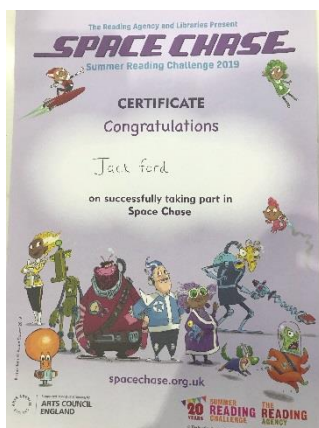 The Reading Agency and Libraries Present
SPACE CHASE
Summer Reading Challenge 2019
CERTIFICATE
Congratulations
Jack ford
on successfully taking part in
Space Chase
spacechase.org.uk
ARTS COUNCIL
ENGLAND
20
YEARS
SUMMER
READING
CHALLENGE
THE
READING
AGENCY